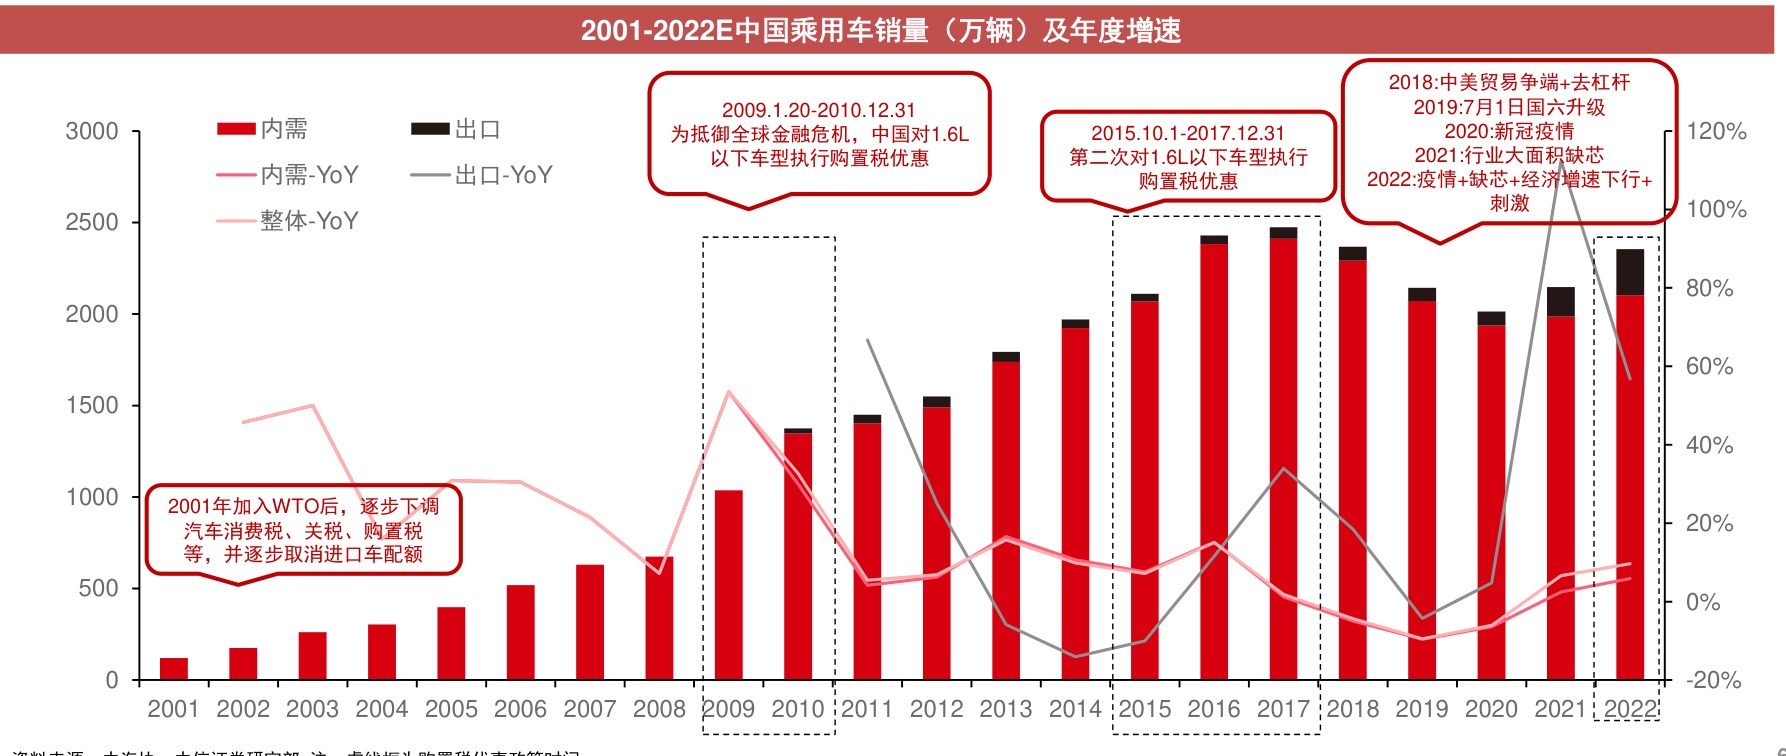 2001-2022E中国乘用车销量（万辆）及年度增速
内需
出口
内需-YoY
出口-YoY
整体-YoY
2009.1.20-2010.12.31
为抵御全球金融危机，中国对1.6L
以下车型执行购置税优惠
2015.10.1-2017.12.31
第二次对1.6L以下车型执行
购置税优惠
2018:中美贸易争端+去杠杆
2019:7月1日国六升级
2020:新冠疫情
2021:行业大面积缺芯
2022:疫情+缺芯+经济增速下行+
刺激
2001年加入WTO后，逐步下调
汽车消费税、关税、购置税
等，并逐步取消进口车配额
3000
2500
2000
1500
1000
500
0
120%
100%
80%
60%
40%
20%
0%
-20%
2001 2002 2003 2004 2005 2006 2007 2008 2009 2010 2011 2012 2013 2014 2015 2016 2017 2018 2019 2020 2021 2022